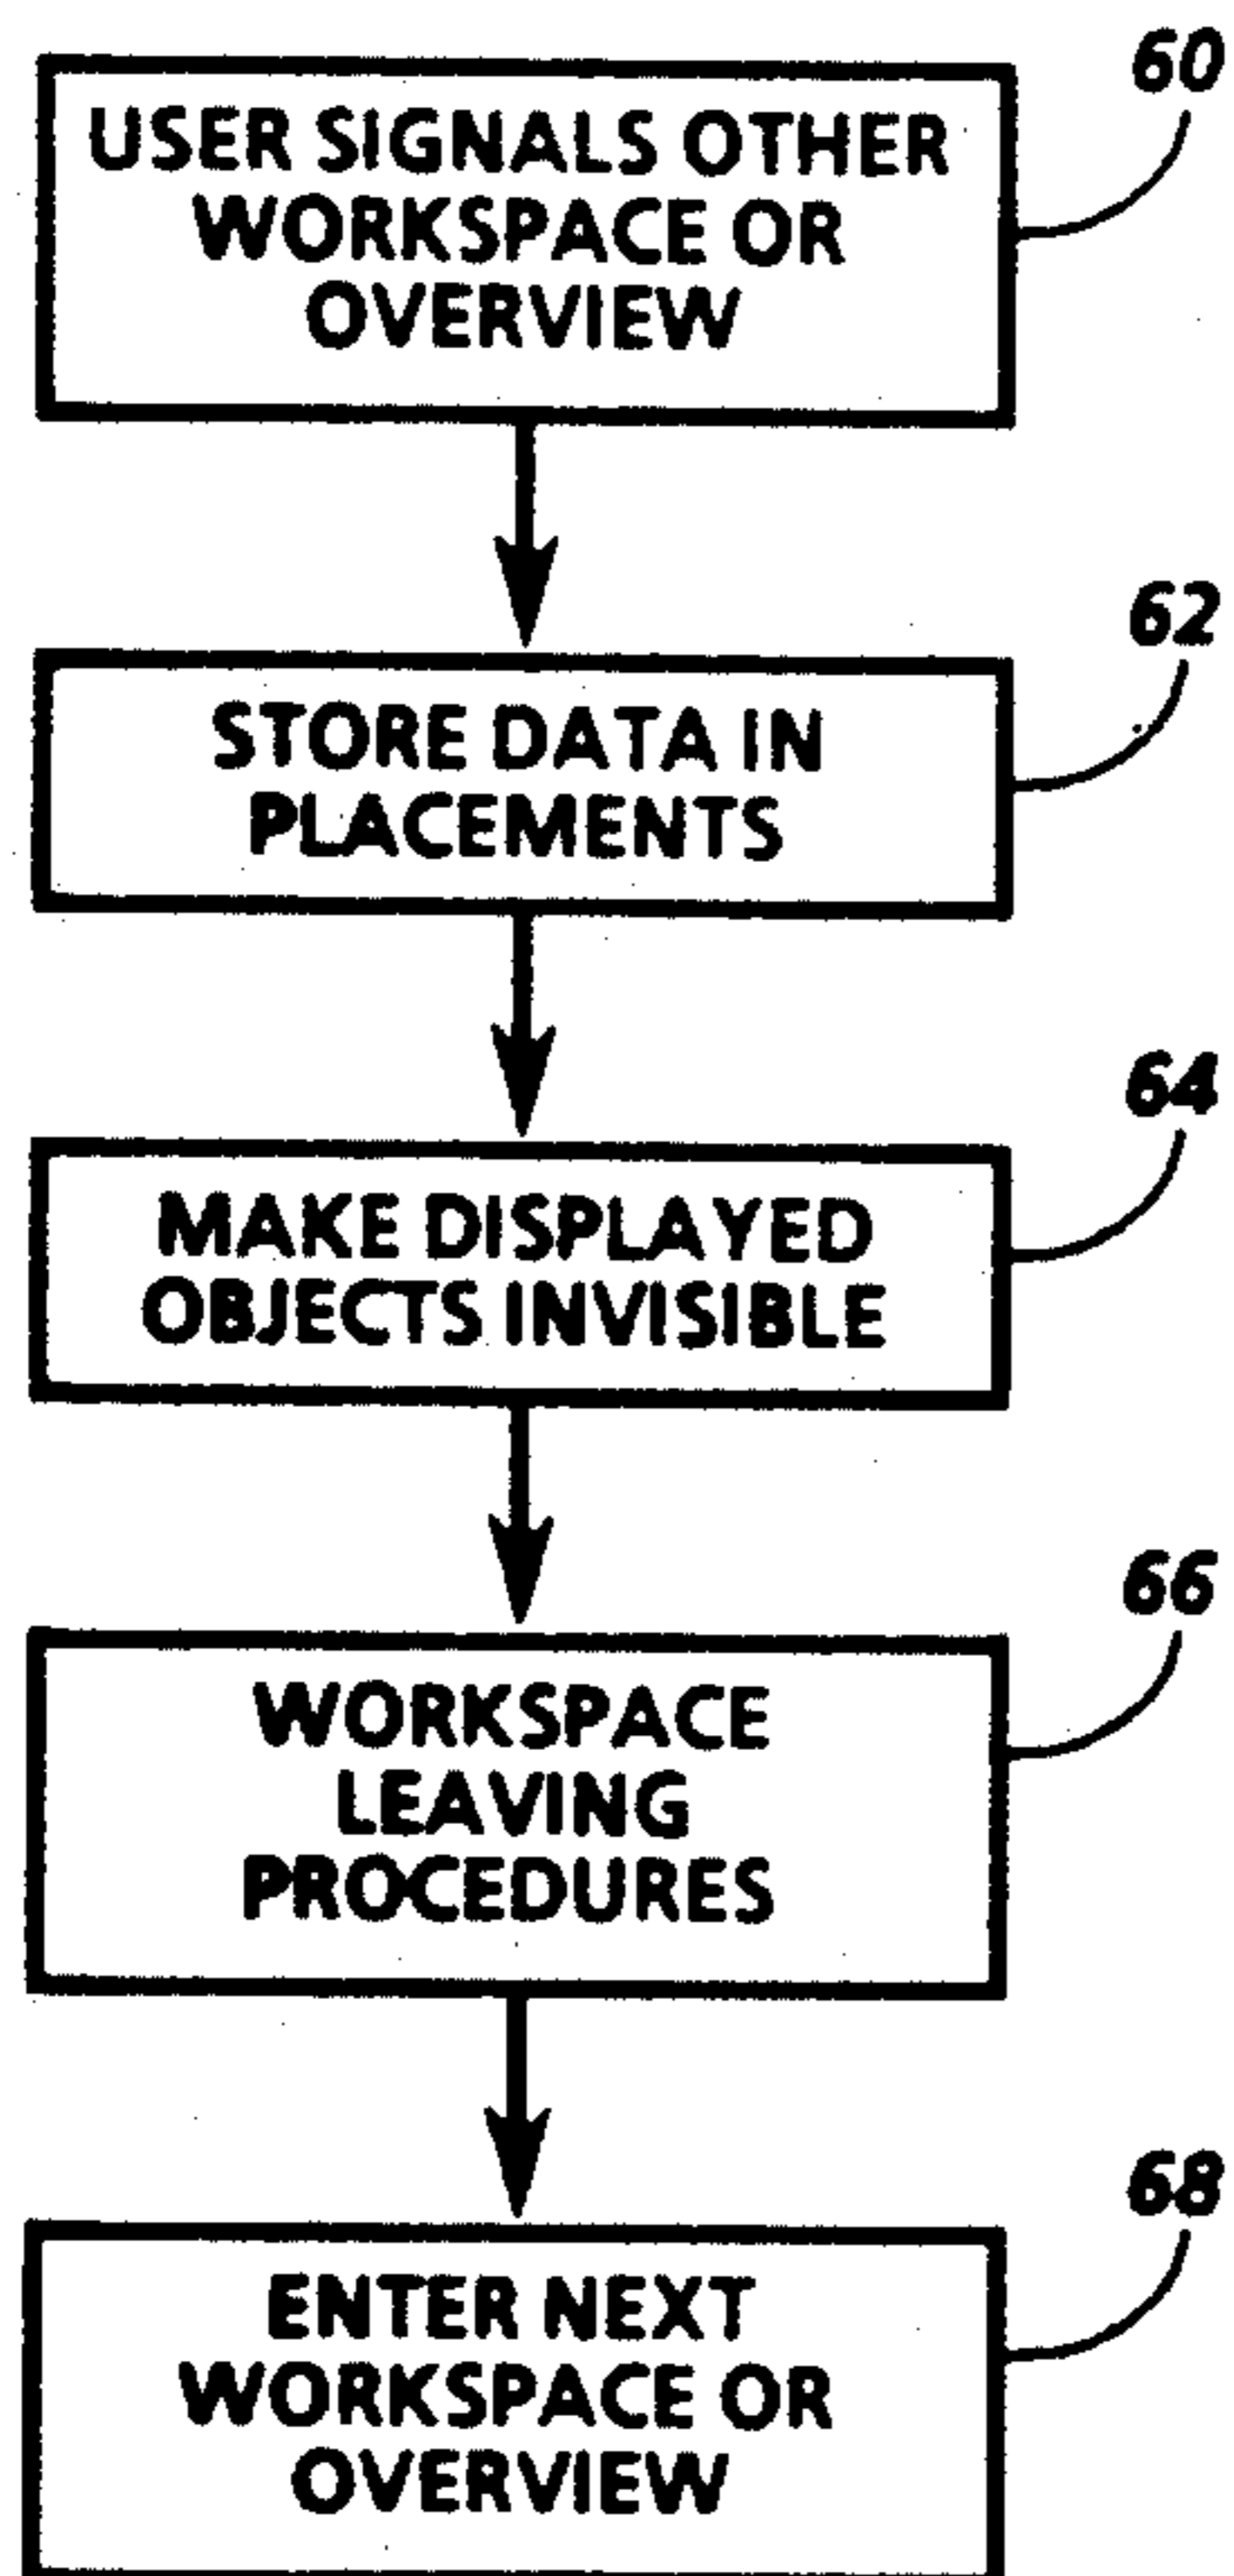 60
USER SIGNALS OTHER
WORKSPACE OR
OVERVIEW
62
STORE DATA IN
PLACEMENTS
64
MAKE DISPLAYED
OBJECTS INVISIBLE
66
WORKSPACE
LEAVING
PROCEDURES
68
ENTER NEXT
WORKSPACE OR
OVERVIEW